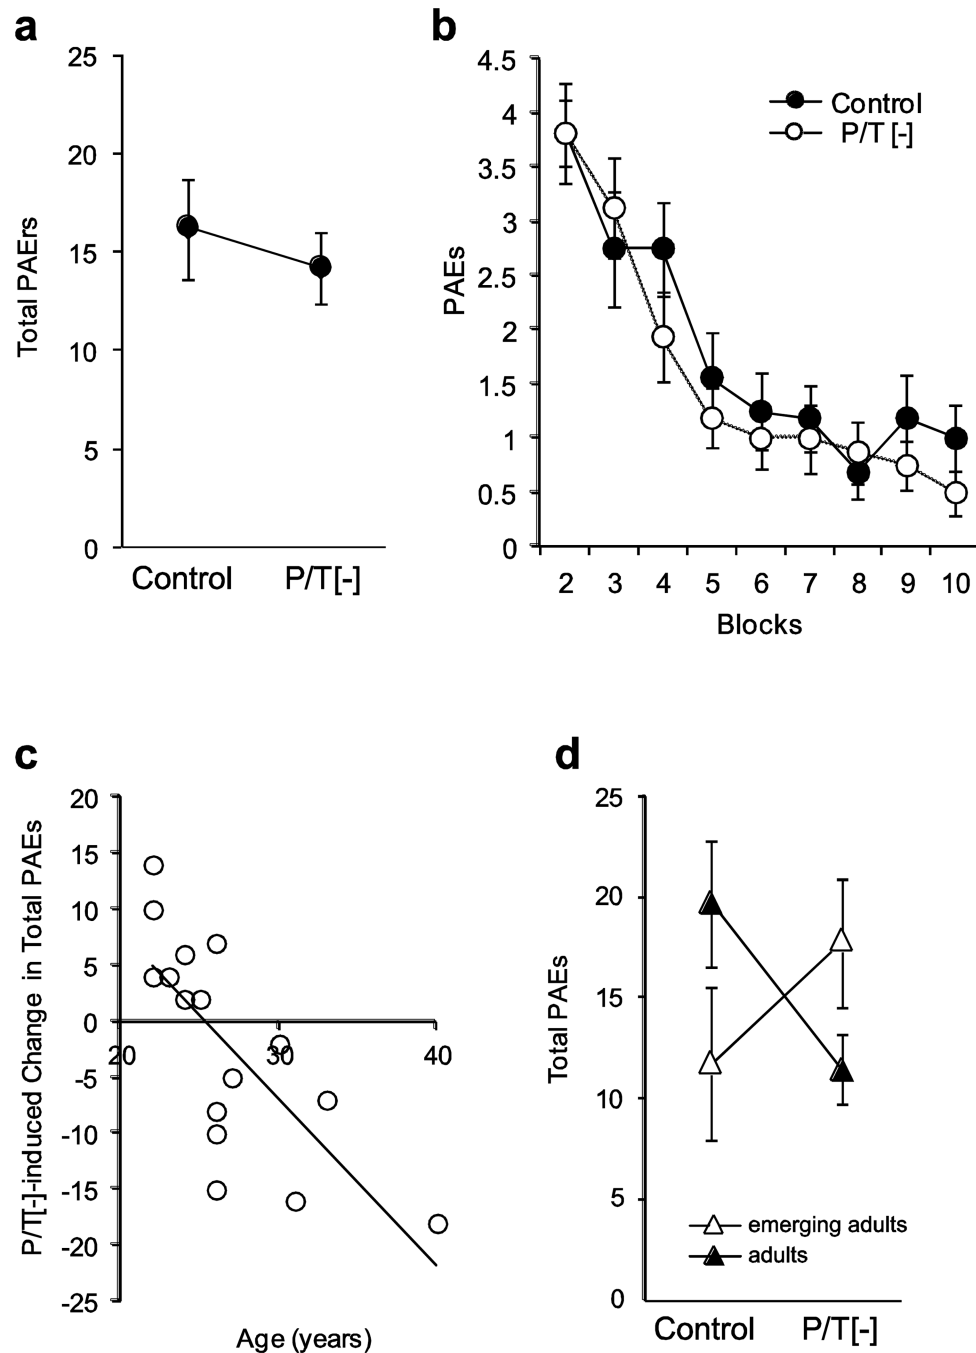 a
25
20
15
10
5
0
Total PAErs
Control P/T[-]
b
4.5
4
3.5
3
2.5
2
1.5
1
0.5
0
PAEs
Control
P/T [-]
2 3 4 5 6 7 8 9 10
Blocks
c
20
15
10
5
0
-5
-10
-15
-20
-25
P/T[-]-induced Change in Total PAEs
20 30 40
Age (years)
d
25
20
15
10
5
0
Total PAEs
emerging adults
adults
Control P/T[-]